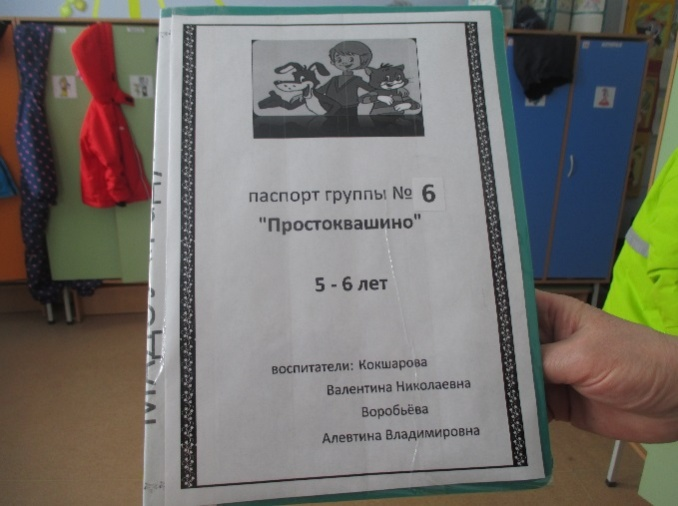 паспорт группы № 6
"Простоквашино"
5 - 6 лет
воспитатели: Кокшарова
Валентина Николаевна
Воробьёва
Алевтина Владимировна